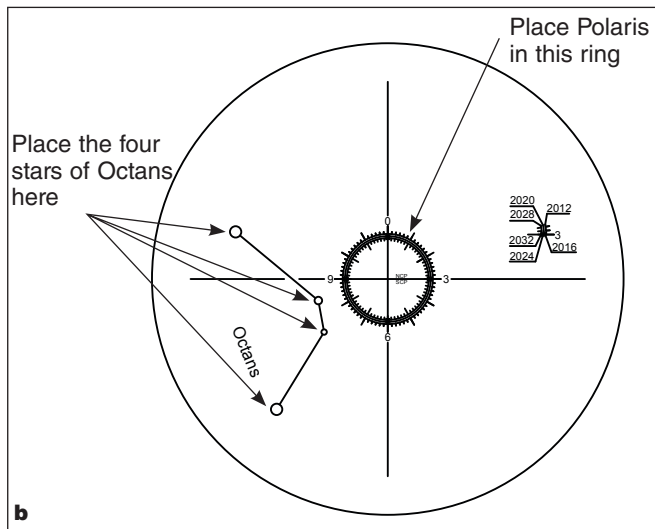 Place Polaris
in this ring
Place the four
stars of Octans
here
2020
2012
2028
3
2032
2016
2024
0
9
NCP
SCP
3
6
Octans
b